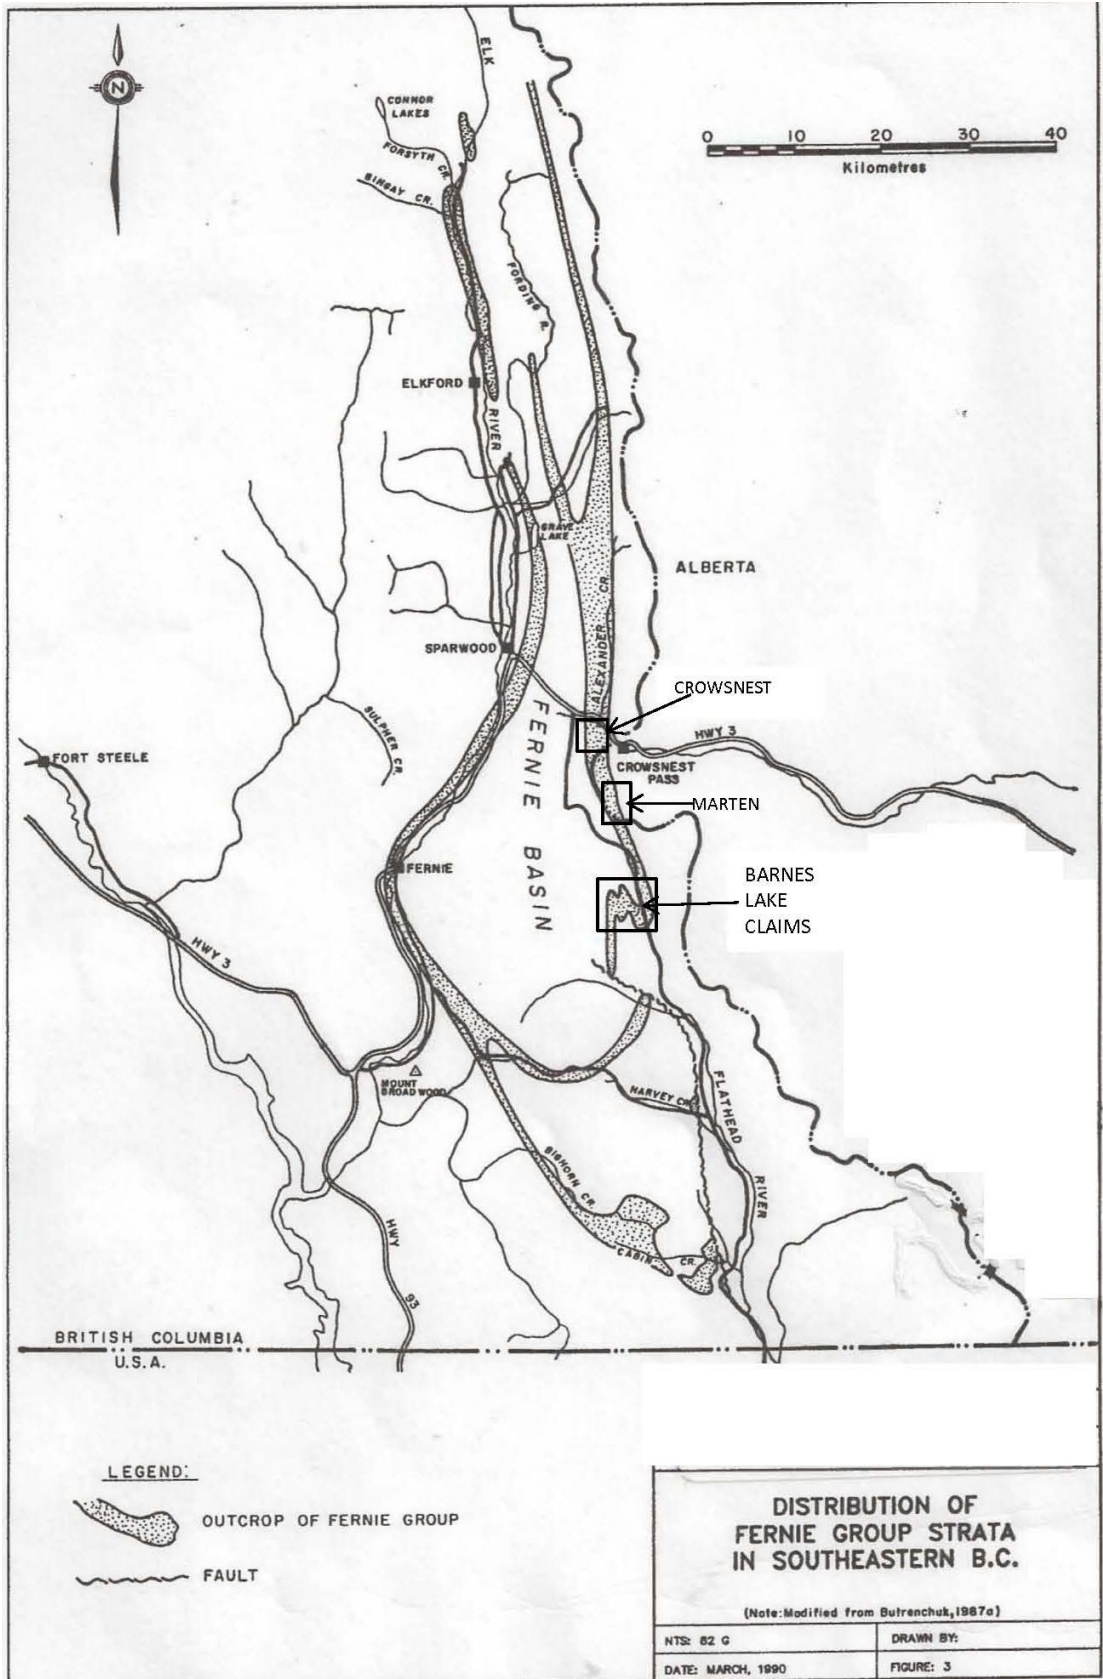 ELK
CONNOR
LAKES
FORSYTH CR.
BINGAY CR.
N
0 10 20 30 40
Kilometres
FORDING R.
ELKFORD
RIVER
GRAVE
LAKE
ALBERTA
ALEXANDER CR.
SPARWOOD
CROWSNEST
SULPHER CR.
FERNIE BASIN
HWY 3
FORT STEELE
CROWSNEST
PASS
MARTEN
FERNIE
BARNES
LAKE
CLAIMS
HWY 3
MOUNT
BROADWOOD
HARVEY CR.
FLATHEAD
RIVER
BIGHORN CR.
CABIN CR.
HWY 93
BRITISH COLUMBIA
U.S.A.
LEGEND:
OUTCROP OF FERNIE GROUP
FAULT
DISTRIBUTION OF
FERNIE GROUP STRATA
IN SOUTHEASTERN B.C.
(Note: Modified from Butrenchuk, 1987a)
NTS: 82 G
DRAWN BY:
DATE: MARCH, 1990
FIGURE: 3